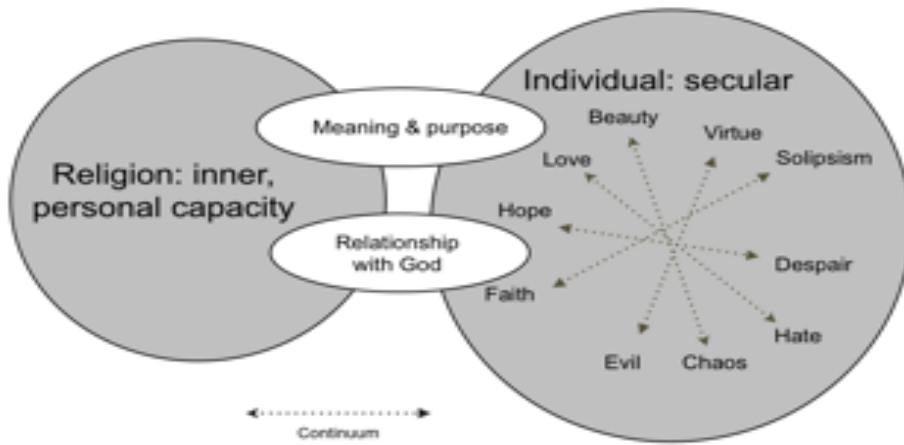 Individual: secular
Meaning & purpose
Beauty
Virtue
Love
Solipsism
Religion: inner,
personal capacity
Hope
Relationship
with God
Despair
Faith
Hate
Evil
Chaos
Continuum